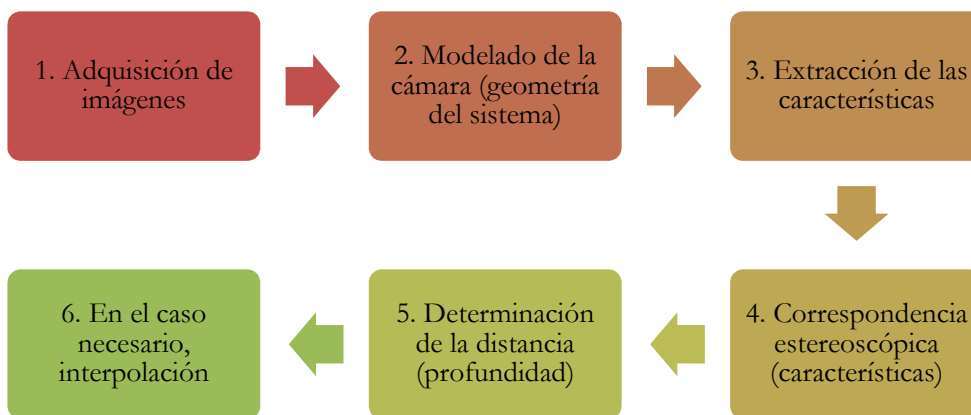 1. Adquisición de
imágenes
2. Modelado de la
cámara (geometría
del sistema)
3. Extracción de las
características
4. Correspondencia
estereoscópica
(características)
5. Determinación
de la distancia
(profundidad)
6. En el caso
necesario,
interpolación